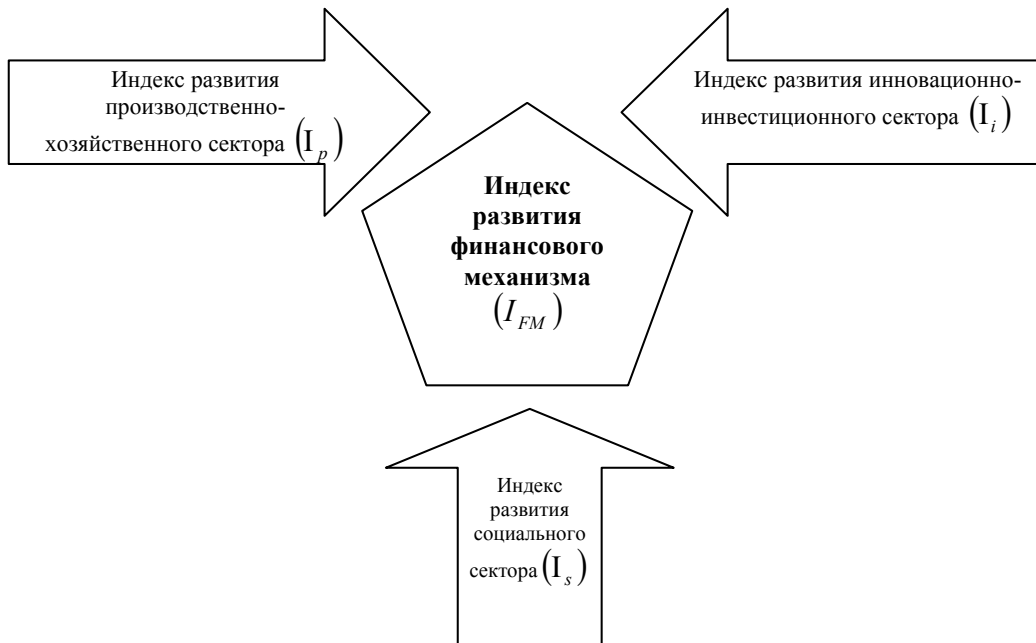 Индекс развития
производственно-
хозяйственного сектора (I_p)
Индекс развития инновационно-
инвестиционного сектора (I_i)
Индекс
развития
финансового
механизма
(I_FM)
Индекс
развития
социального
сектора (I_s)